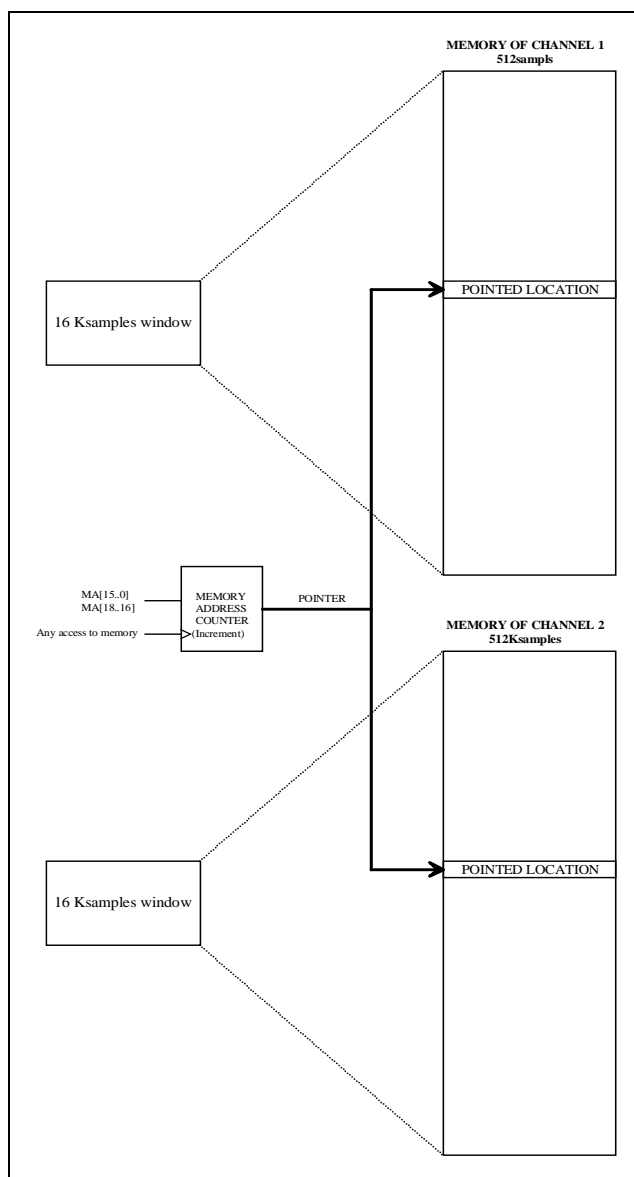 MEMORY OF CHANNEL 1
512sampls
POINTED LOCATION
16 Ksamples window
MA[15..0]
MA[18..16]
Any access to memory
MEMORY
ADDRESS
COUNTER
(Increment)
POINTER
MEMORY OF CHANNEL 2
512Ksamples
POINTED LOCATION
16 Ksamples window